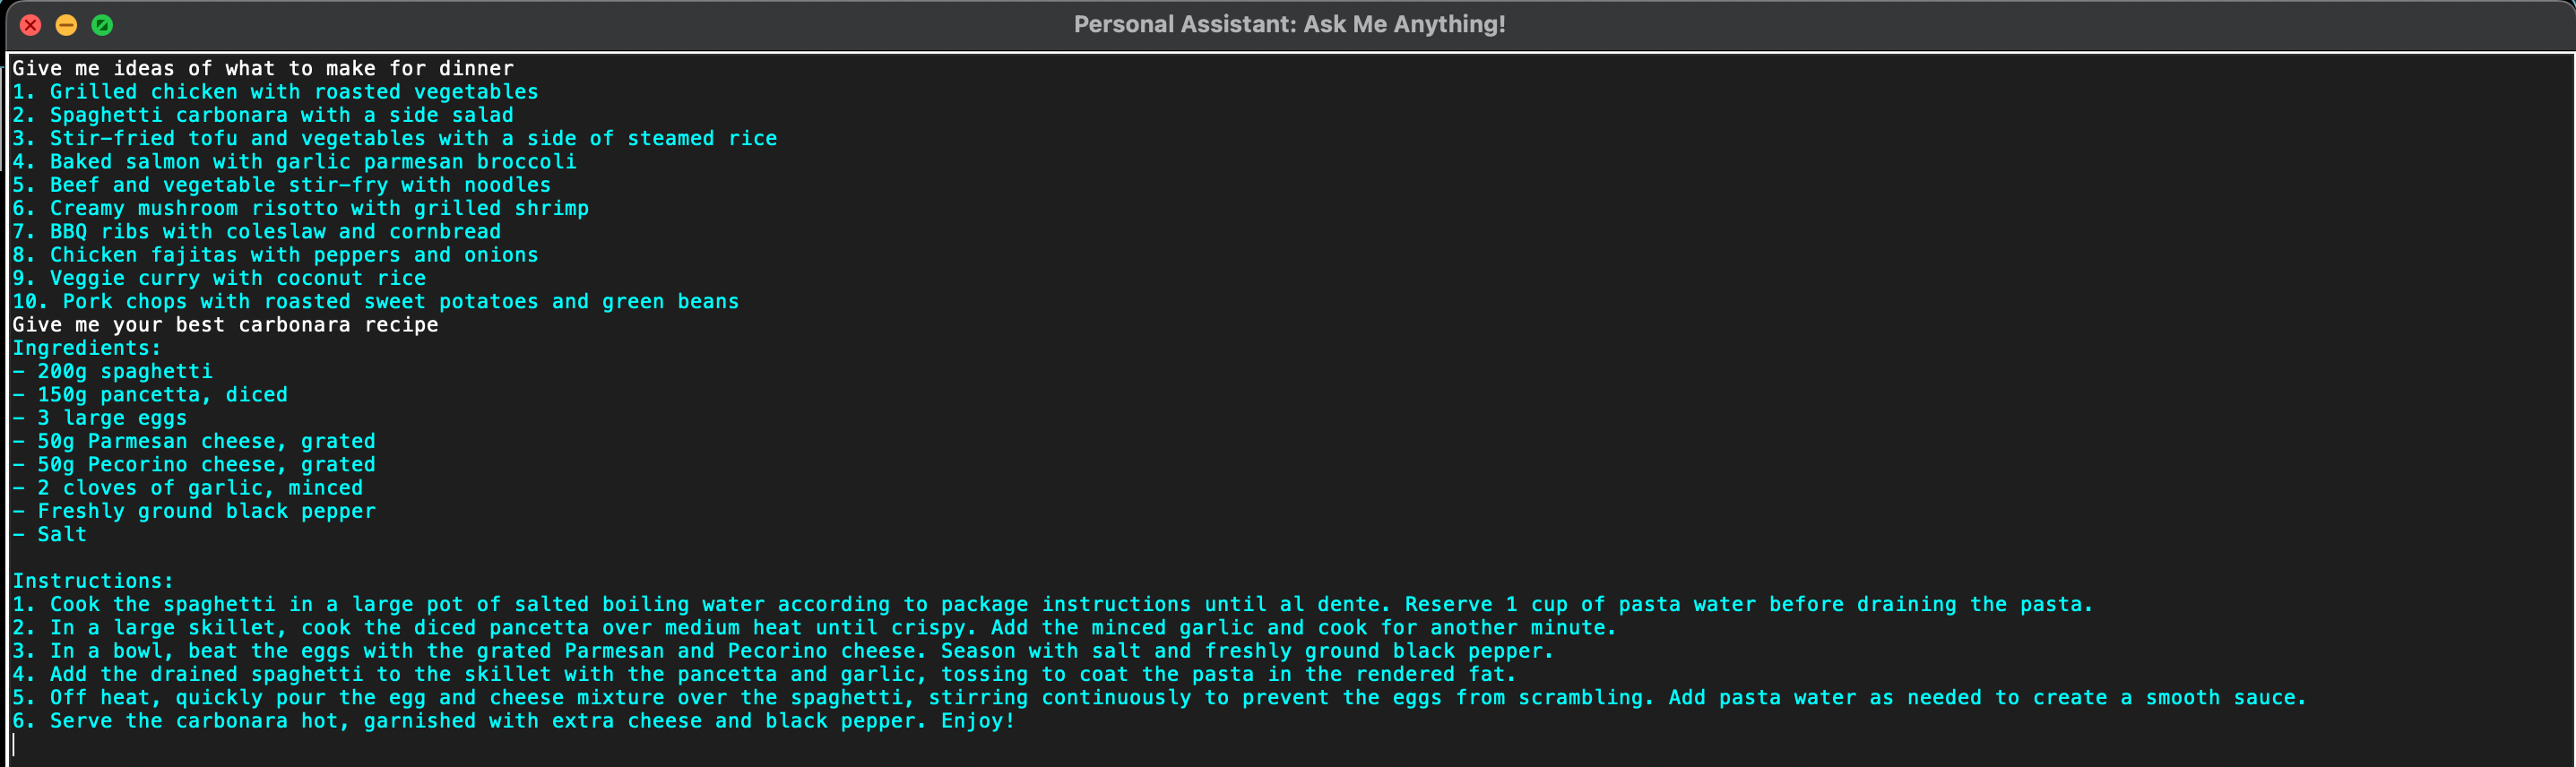 Personal Assistant: Ask Me Anything!
Give me ideas of what to make for dinner
1. Grilled chicken with roasted vegetables
2. Spaghetti carbonara with a side salad
3. Stir-fried tofu and vegetables with a side of steamed rice
4. Baked salmon with garlic parmesan broccoli
5. Beef and vegetable stir-fry with noodles
6. Creamy mushroom risotto with grilled shrimp
7. BBQ ribs with coleslaw and cornbread
8. Chicken fajitas with peppers and onions
9. Veggie curry with coconut rice
10. Pork chops with roasted sweet potatoes and green beans
Give me your best carbonara recipe
Ingredients:
- 200g spaghetti
- 150g pancetta, diced
- 3 large eggs
- 50g Parmesan cheese, grated
- 50g Pecorino cheese, grated
- 2 cloves of garlic, minced
- Freshly ground black pepper
- Salt

Instructions:
1. Cook the spaghetti in a large pot of salted boiling water according to package instructions until al dente. Reserve 1 cup of pasta water before draining the pasta.
2. In a large skillet, cook the diced pancetta over medium heat until crispy. Add the minced garlic and cook for another minute.
3. In a bowl, beat the eggs with the grated Parmesan and Pecorino cheese. Season with salt and freshly ground black pepper.
4. Add the drained spaghetti to the skillet with the pancetta and garlic, tossing to coat the pasta in the rendered fat.
5. Off heat, quickly pour the egg and cheese mixture over the spaghetti, stirring continuously to prevent the eggs from scrambling. Add pasta water as needed to create a smooth sauce.
6. Serve the carbonara hot, garnished with extra cheese and black pepper. Enjoy!